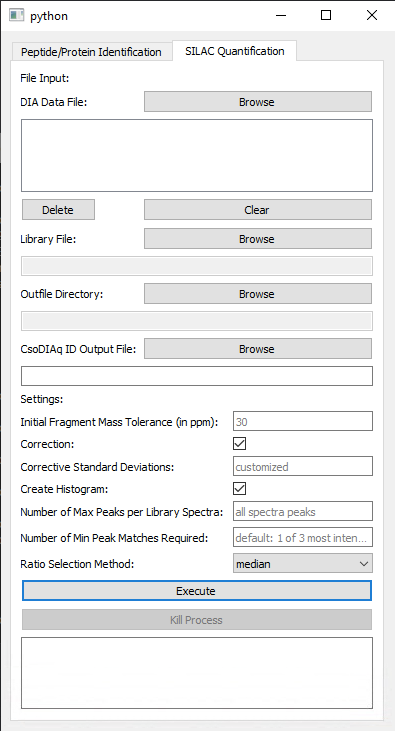 python
Peptide/Protein Identification SILAC Quantification
File Input:
DIA Data File: Browse
Delete Clear
Library File: Browse
Outfile Directory: Browse
CsoDIAq ID Output File: Browse
Settings:
Initial Fragment Mass Tolerance (in ppm): 30
Correction:
Corrective Standard Deviations: customized
Create Histogram:
Number of Max Peaks per Library Spectra: all spectra peaks
Number of Min Peak Matches Required: default: 1 of 3 most inten...
Ratio Selection Method: median
Execute
Kill Process